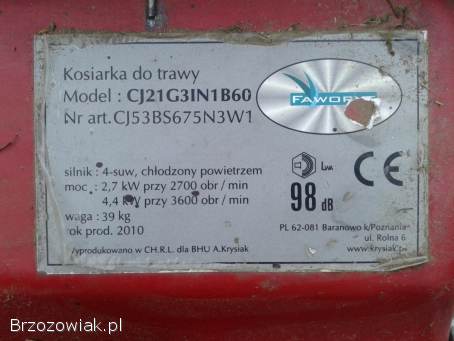 Kosiarka do trawy
Model : CJ21G3IN1B60
Nr art.CJ53BS675N3W1
FAWORYT
silnik : 4-suw, chłodzony powietrzem
moc : 2,7 kW przy 2700 obr / min
4,4 kW przy 3600 obr / min
waga : 39 kg
rok prod. 2010
LWA
98 dB
CE
PL 62-081 Baranowo k/Poznania
ul. Rolna 6
www.krysiak.
Wyprodukowano w CH.R.L. dla BHU A.Krysiak
Brzozowiak.pl